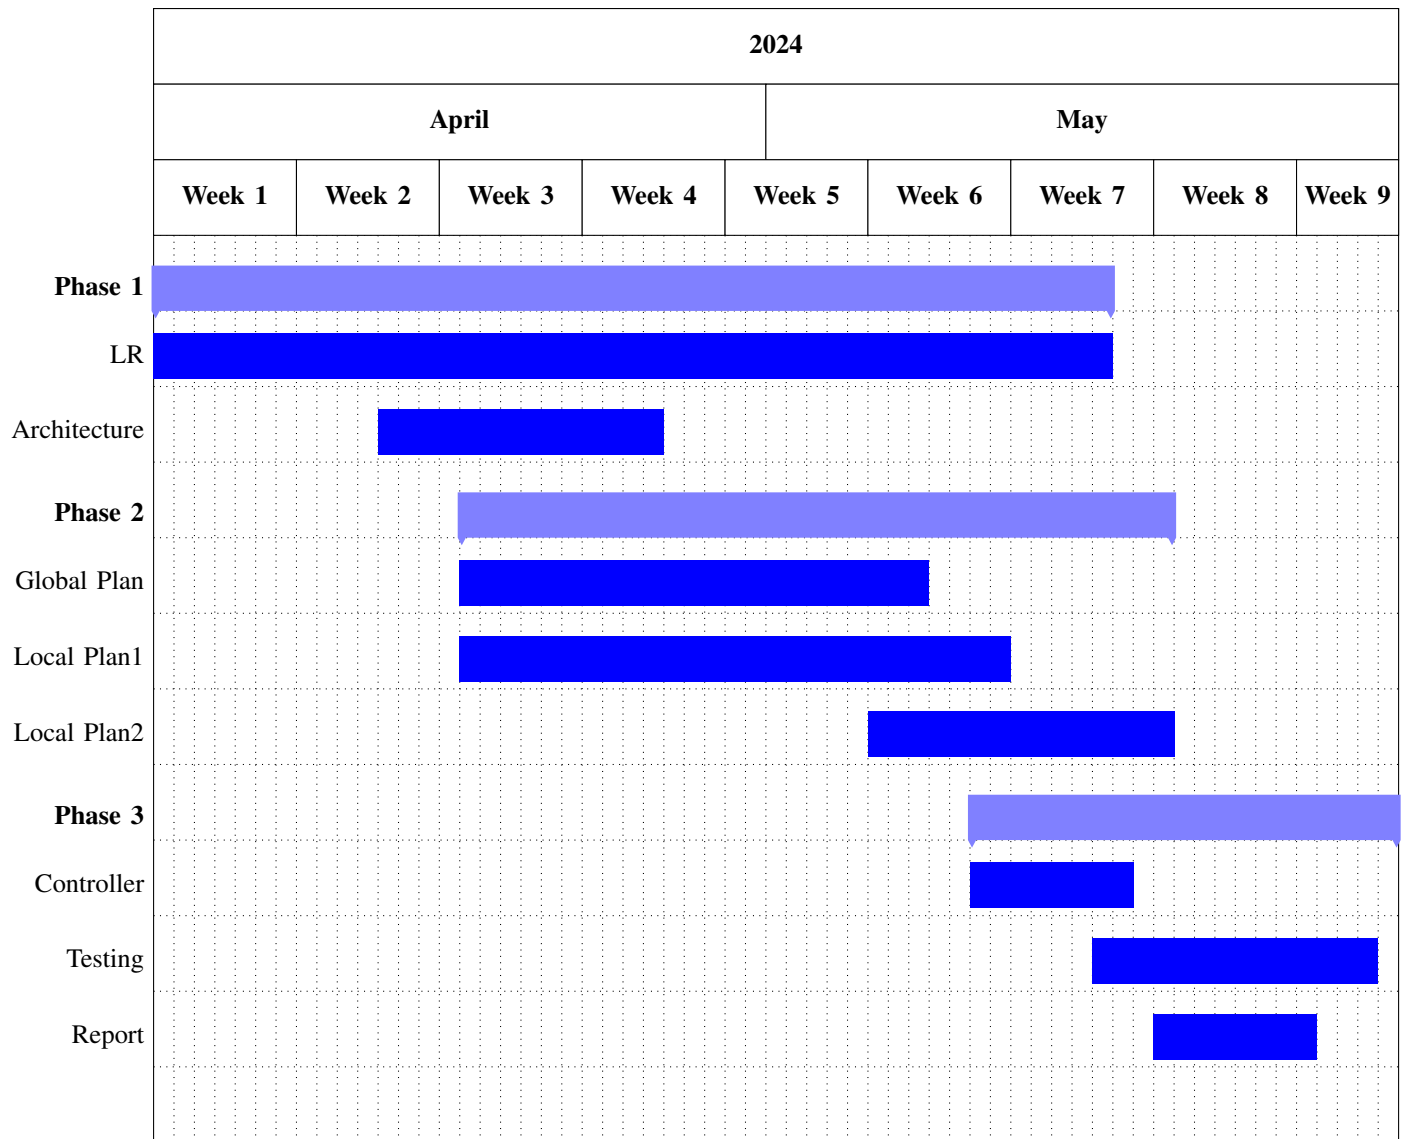 2024
April May
Week 1 Week 2 Week 3 Week 4 Week 5 Week 6 Week 7 Week 8 Week 9
Phase 1
LR
Architecture
Phase 2
Global Plan
Local Plan1
Local Plan2
Phase 3
Controller
Testing
Report